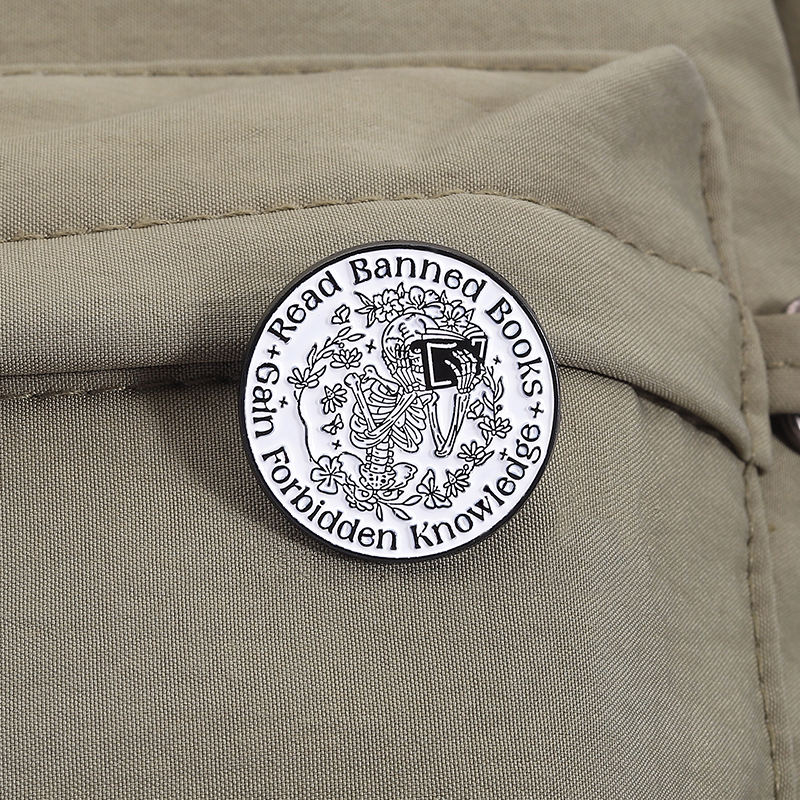 Read Banned Books
Gain Forbidden Knowledge